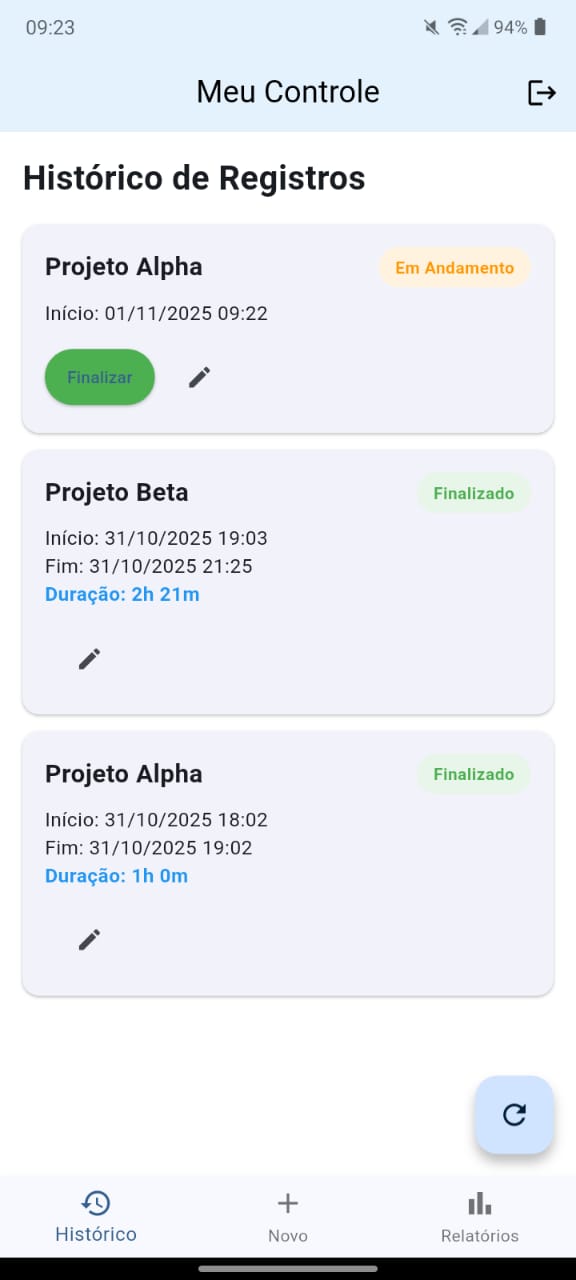 09:23
94%
Meu Controle
Histórico de Registros
Projeto Alpha
Em Andamento
Início: 01/11/2025 09:22
Finalizar
Projeto Beta
Finalizado
Início: 31/10/2025 19:03
Fim: 31/10/2025 21:25
Duração: 2h 21m
Projeto Alpha
Finalizado
Início: 31/10/2025 18:02
Fim: 31/10/2025 19:02
Duração: 1h 0m
Histórico
Novo
Relatórios